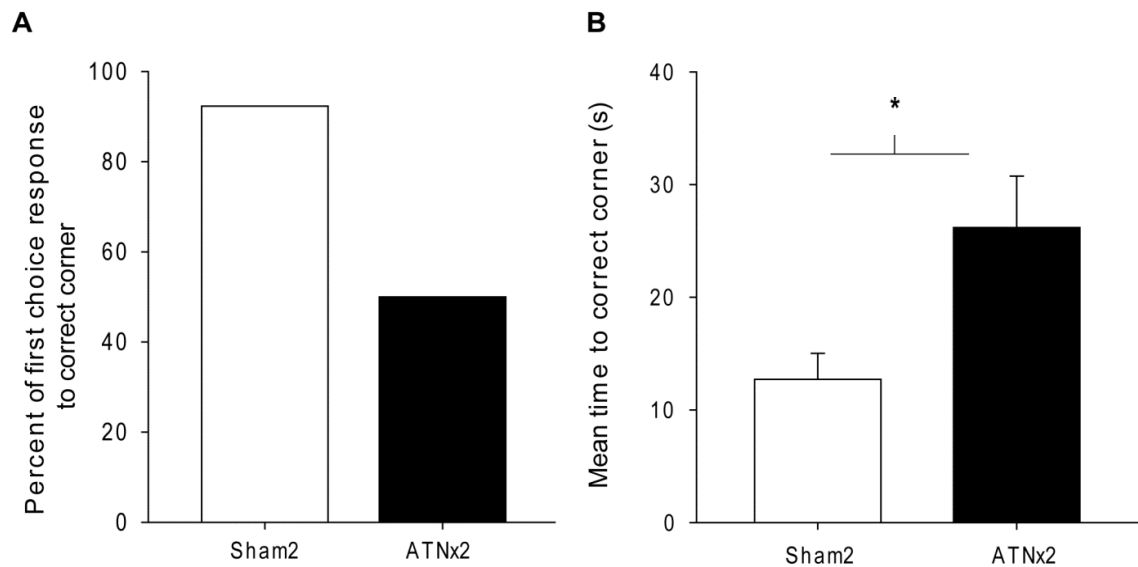 A
Percent of first choice response
to correct corner
100
80
60
40
20
0
Sham2
ATNx2
B
Mean time to correct corner (s)
40
30
20
10
0
*
Sham2
ATNx2